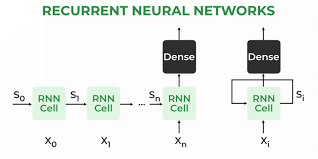 RECURRENT NEURAL NETWORKS
Dense Dense
S₀ RNN Cell S₁ RNN Cell ... Sₙ RNN Cell RNN Cell Sᵢ
X₀ X₁ Xₙ Xᵢ